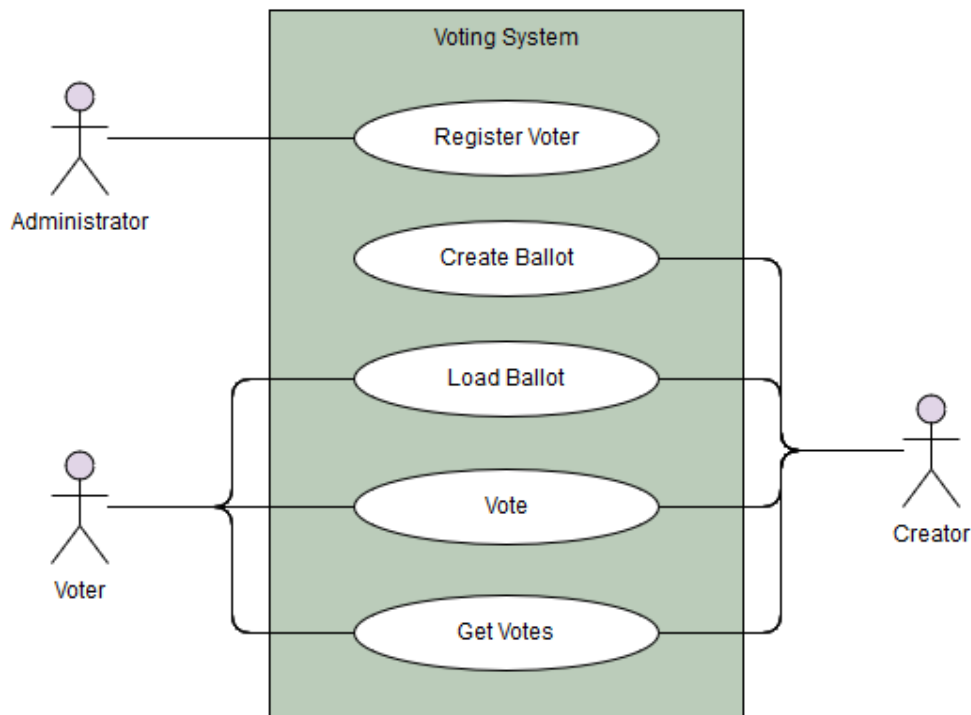 Voting System
Register Voter
Administrator
Create Ballot
Load Ballot
Vote
Creator
Voter
Get Votes